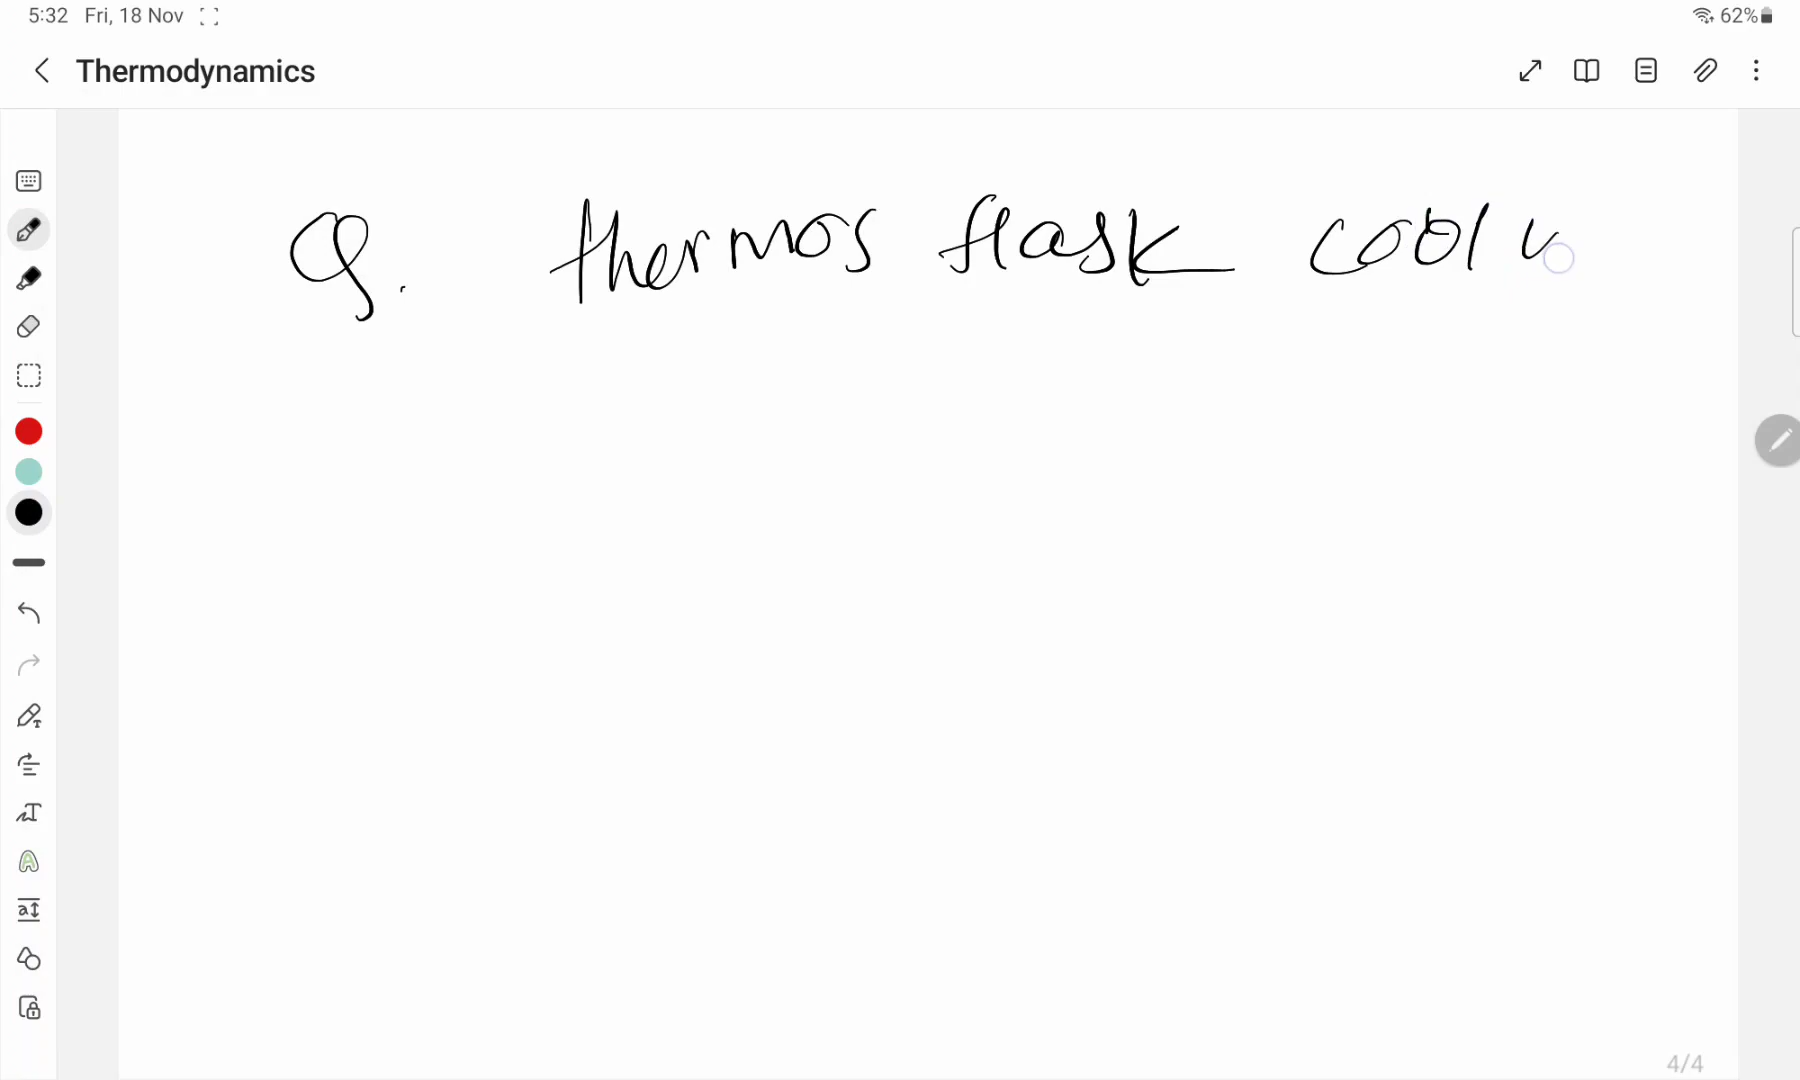 5:32 Fri, 18 Nov 62%
Thermodynamics
Q. thermos flask cool
4/4